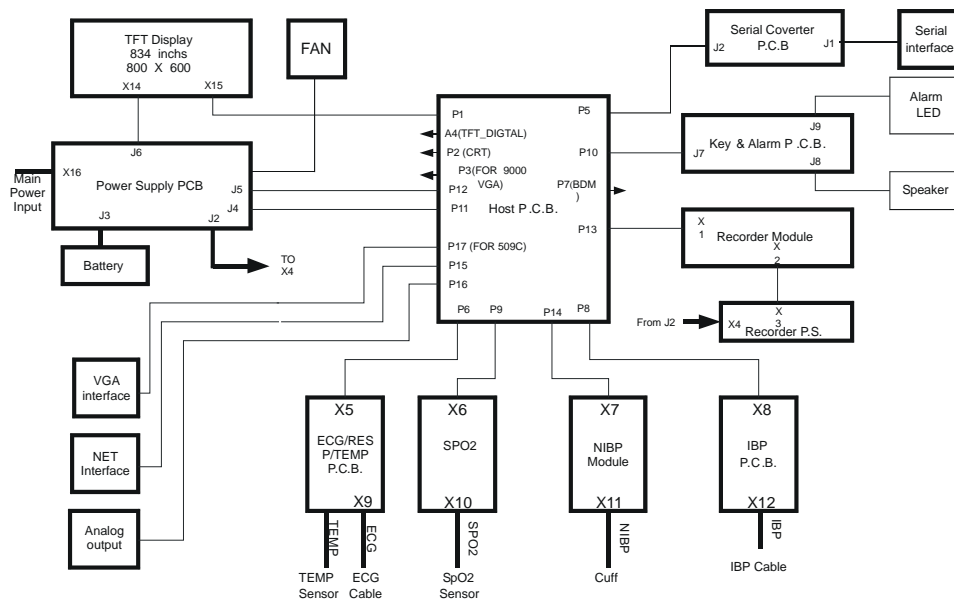 TFT Display
834 inchs
800 X 600
X14
X15
FAN
J6
X16
Power Supply PCB
J5
J4
J3
J2
Main
Power
Input
Battery
TO
X4
P1
A4(TFT_DIGTAL)
P2 (CRT)
P3(FOR 9000
VGA)
P12
P11
Host P.C.B.
P17 (FOR 509C)
P15
P16
P6
P9
P14
P8
P5
P10
P7(BDM
)
P13
Serial Coverter
P.C.B
J2
J1
Serial
interface
Alarm
LED
J9
Key & Alarm P .C.B.
J7
J8
Speaker
X
1
Recorder Module
X
2
From J2
X4
X
3
Recorder P.S.
VGA
interface
NET
Interface
Analog
output
X5
ECG/RES
P/TEMP
P.C.B.
X9
TEMP
ECG
TEMP
Sensor
ECG
Cable
X6
SPO2
X10
SPO2
SpO2
Sensor
X7
NIBP
Module
X11
NIBP
Cuff
X8
IBP
P.C.B.
X12
IBP
IBP Cable